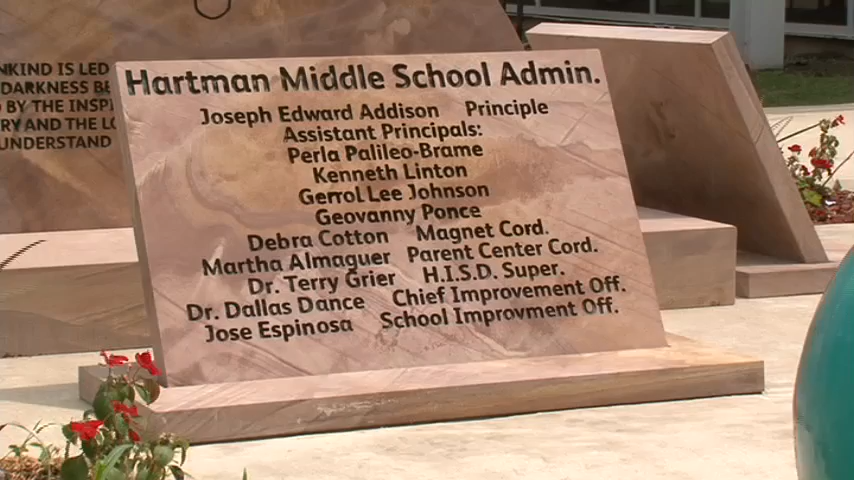 NKIND IS LED
DARKNESS BE
BY THE INSPI
RY AND THE LO
UNDERSTAND
Hartman Middle School Admin.
Joseph Edward Addison Principle
Assistant Principals:
Perla Palileo-Brame
Kenneth Linton
Gerrol Lee Johnson
Geovanny Ponce
Debra Cotton Magnet Cord.
Martha Almaguer Parent Center Cord.
Dr. Terry Grier H.I.S.D. Super.
Dr. Dallas Dance Chief Improvement Off.
Jose Espinosa School Improvment Off.